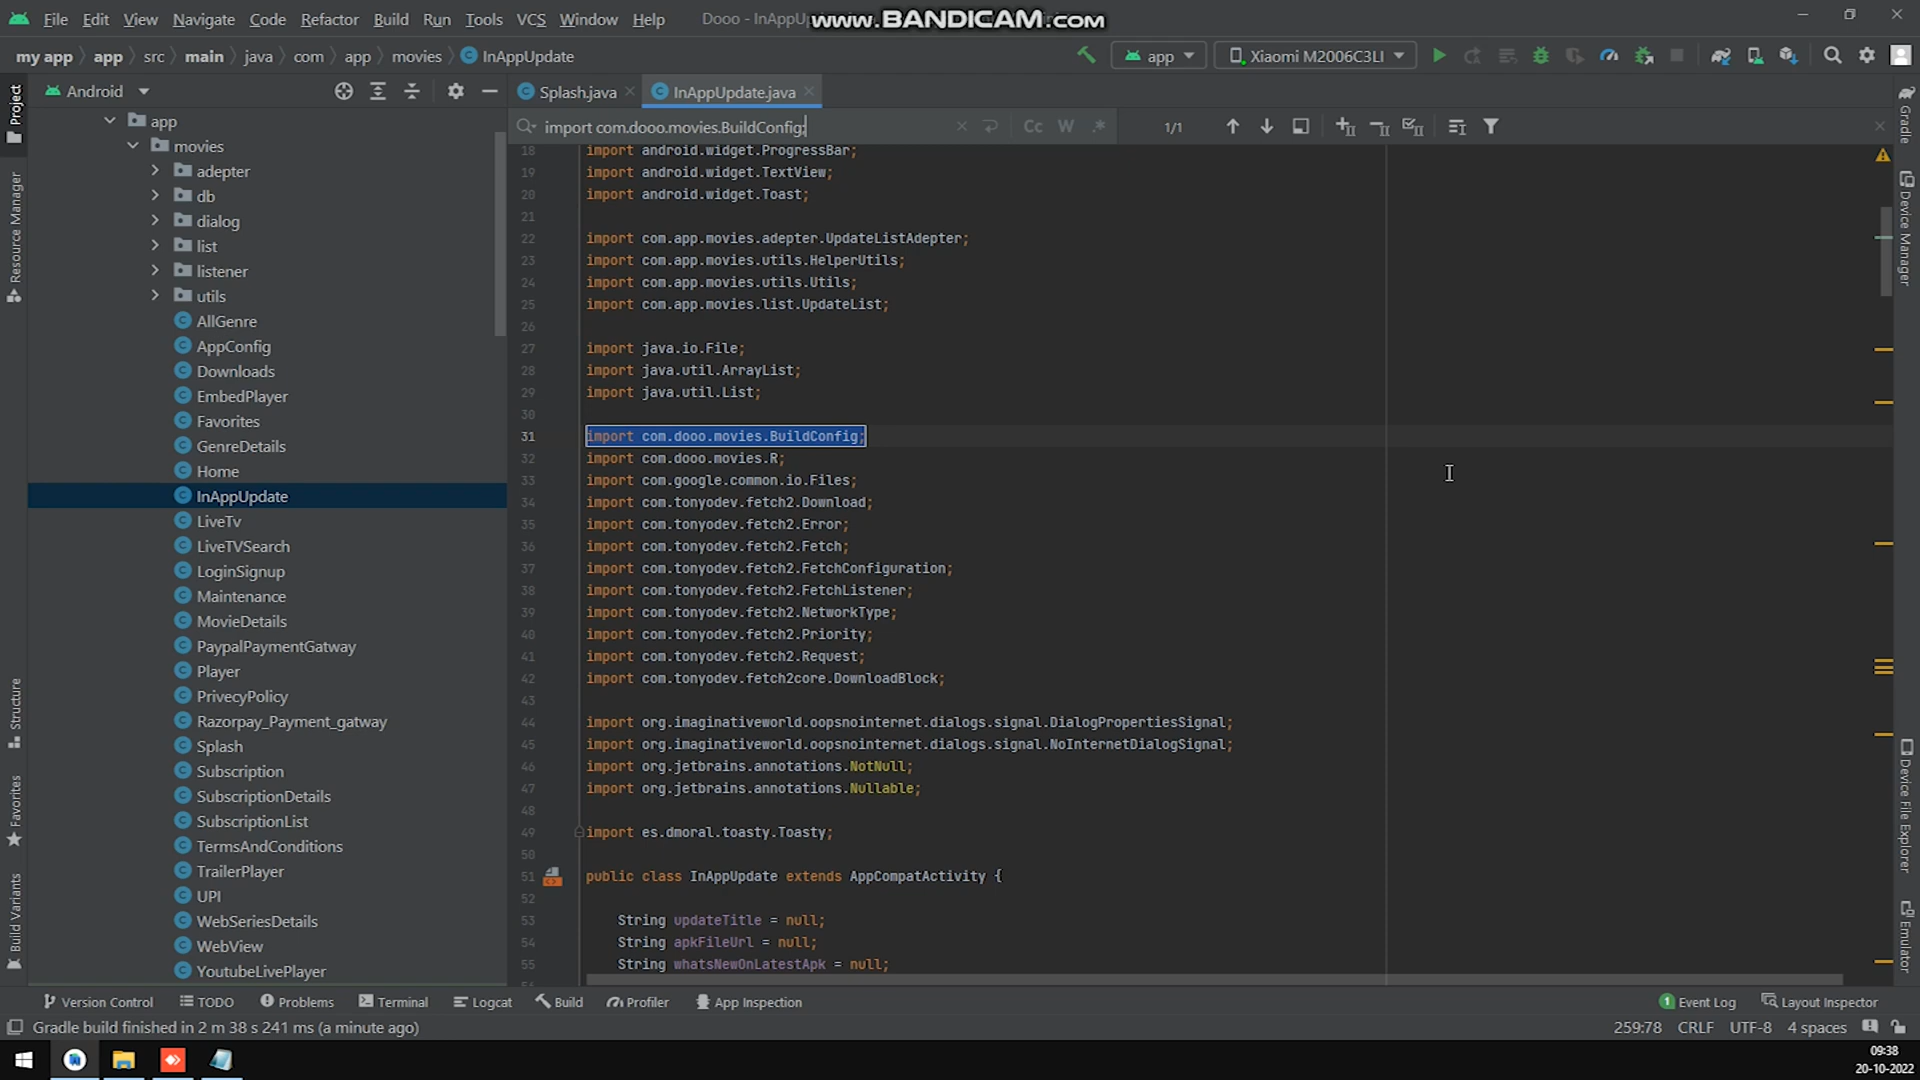 File Edit View Navigate Code Refactor Build Run Tools VCS Window Help Dooo - InAppU
www.BANDICAM.com
my app app src main java com app movies InAppUpdate
app Xiaomi M2006C3LI
Android
Splash.java InAppUpdate.java
import com.dooo.movies.BuildConfig;
Cc W .* 1/1
Project
Resource Manager
Structure
Favorites
Build Variants
app
movies
adepter
db
dialog
list
listener
utils
AllGenre
AppConfig
Downloads
EmbedPlayer
Favorites
GenreDetails
Home
InAppUpdate
LiveTv
LiveTVSearch
LoginSignup
Maintenance
MovieDetails
PaypalPaymentGatway
Player
PrivecyPolicy
Razorpay_Payment_gatway
Splash
Subscription
SubscriptionDetails
SubscriptionList
TermsAndConditions
TrailerPlayer
UPI
WebSeriesDetails
WebView
YoutubeLivePlayer
18 import android.widget.ProgressBar;
19 import android.widget.TextView;
20 import android.widget.Toast;
21
22 import com.app.movies.adepter.UpdateListAdepter;
23 import com.app.movies.utils.HelperUtils;
24 import com.app.movies.utils.Utils;
25 import com.app.movies.list.UpdateList;
26
27 import java.io.File;
28 import java.util.ArrayList;
29 import java.util.List;
30
31 import com.dooo.movies.BuildConfig;
32 import com.dooo.movies.R;
33 import com.google.common.io.Files;
34 import com.tonyodev.fetch2.Download;
35 import com.tonyodev.fetch2.Error;
36 import com.tonyodev.fetch2.Fetch;
37 import com.tonyodev.fetch2.FetchConfiguration;
38 import com.tonyodev.fetch2.FetchListener;
39 import com.tonyodev.fetch2.NetworkType;
40 import com.tonyodev.fetch2.Priority;
41 import com.tonyodev.fetch2.Request;
42 import com.tonyodev.fetch2core.DownloadBlock;
43
44 import org.imaginativeworld.oopsnointernet.dialogs.signal.DialogPropertiesSignal;
45 import org.imaginativeworld.oopsnointernet.dialogs.signal.NoInternetDialogSignal;
46 import org.jetbrains.annotations.NotNull;
47 import org.jetbrains.annotations.Nullable;
48
49 import es.dmoral.toasty.Toasty;
50
51 public class InAppUpdate extends AppCompatActivity {
52
53 String updateTitle = null;
54 String apkFileUrl = null;
55 String whatsNewOnLatestApk = null;
Gradle
Device Manager
Device File Explorer
Emulator
Version Control TODO Problems Terminal Logcat Build Profiler App Inspection
1 Event Log Layout Inspector
Gradle build finished in 2 m 38 s 241 ms (a minute ago)
259:78 CRLF UTF-8 4 spaces
09:38
20-10-2022